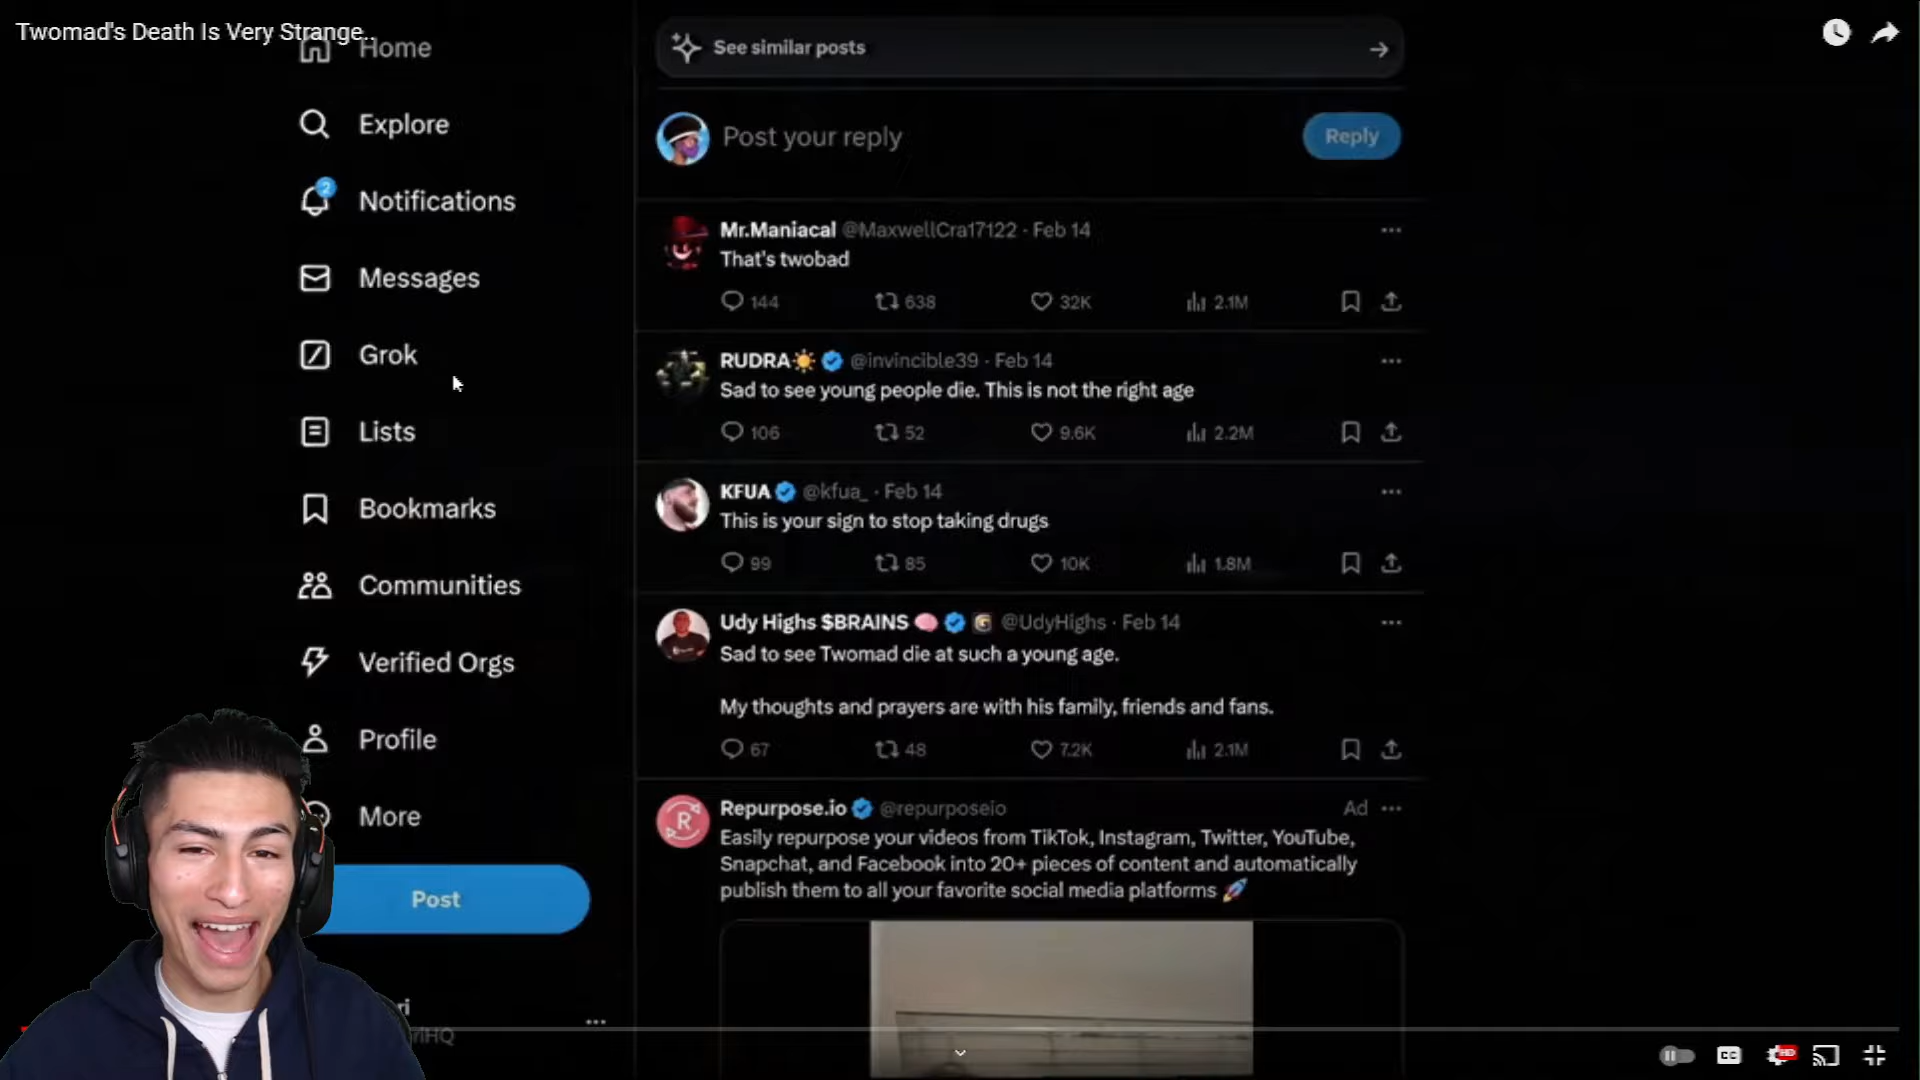 Twomad's Death Is Very Strange..
Home
Explore
2
Notifications
Messages
Grok
Lists
Bookmarks
Communities
Verified Orgs
Profile
More
Post
riHQ
See similar posts
Post your reply
Reply
Mr.Maniacal @MaxwellCra17122 · Feb 14
That's twobad
144 638 32K 2.1M
RUDRA @invincible39 · Feb 14
Sad to see young people die. This is not the right age
106 52 9.6K 2.2M
KFUA @kfua_ · Feb 14
This is your sign to stop taking drugs
99 85 10K 1.8M
Udy Highs $BRAINS @UdyHighs · Feb 14
Sad to see Twomad die at such a young age.
My thoughts and prayers are with his family, friends and fans.
67 48 7.2K 2.1M
R
Repurpose.io @repurposeio Ad
Easily repurpose your videos from TikTok, Instagram, Twitter, YouTube,
Snapchat, and Facebook into 20+ pieces of content and automatically
publish them to all your favorite social media platforms 🚀
CC HD